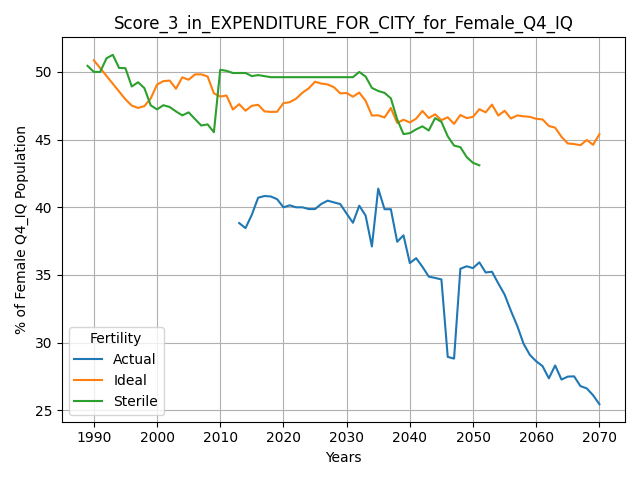 Score_3_in_EXPENDITURE_FOR_CITY_for_Female_Q4_IQ
% of Female Q4_IQ Population
50
45
40
35
30
25
Fertility
Actual
Ideal
Sterile
1990 2000 2010 2020 2030 2040 2050 2060 2070
Years